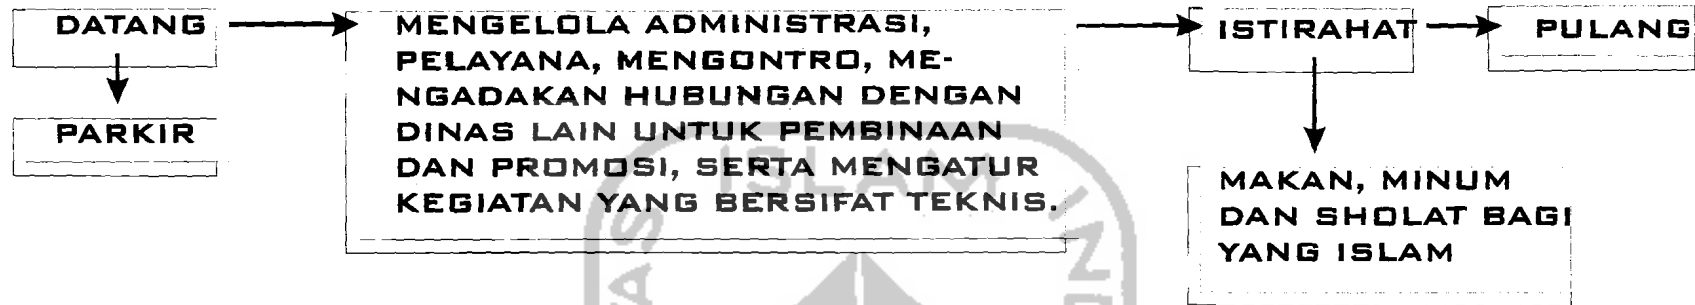 DATANG
MENGELOLA ADMINISTRASI,
PELAYANA, MENGONTRO, ME-
NGADAKAN HUBUNGAN DENGAN
DINAS LAIN UNTUK PEMBINAAN
DAN PROMOSI, SERTA MENGATUR
KEGIATAN YANG BERSIFAT TEKNIS.
ISTIRAHAT
PULANG
PARKIR
MAKAN, MINUM
DAN SHOLAT BAGI
YANG ISLAM
ISLAM